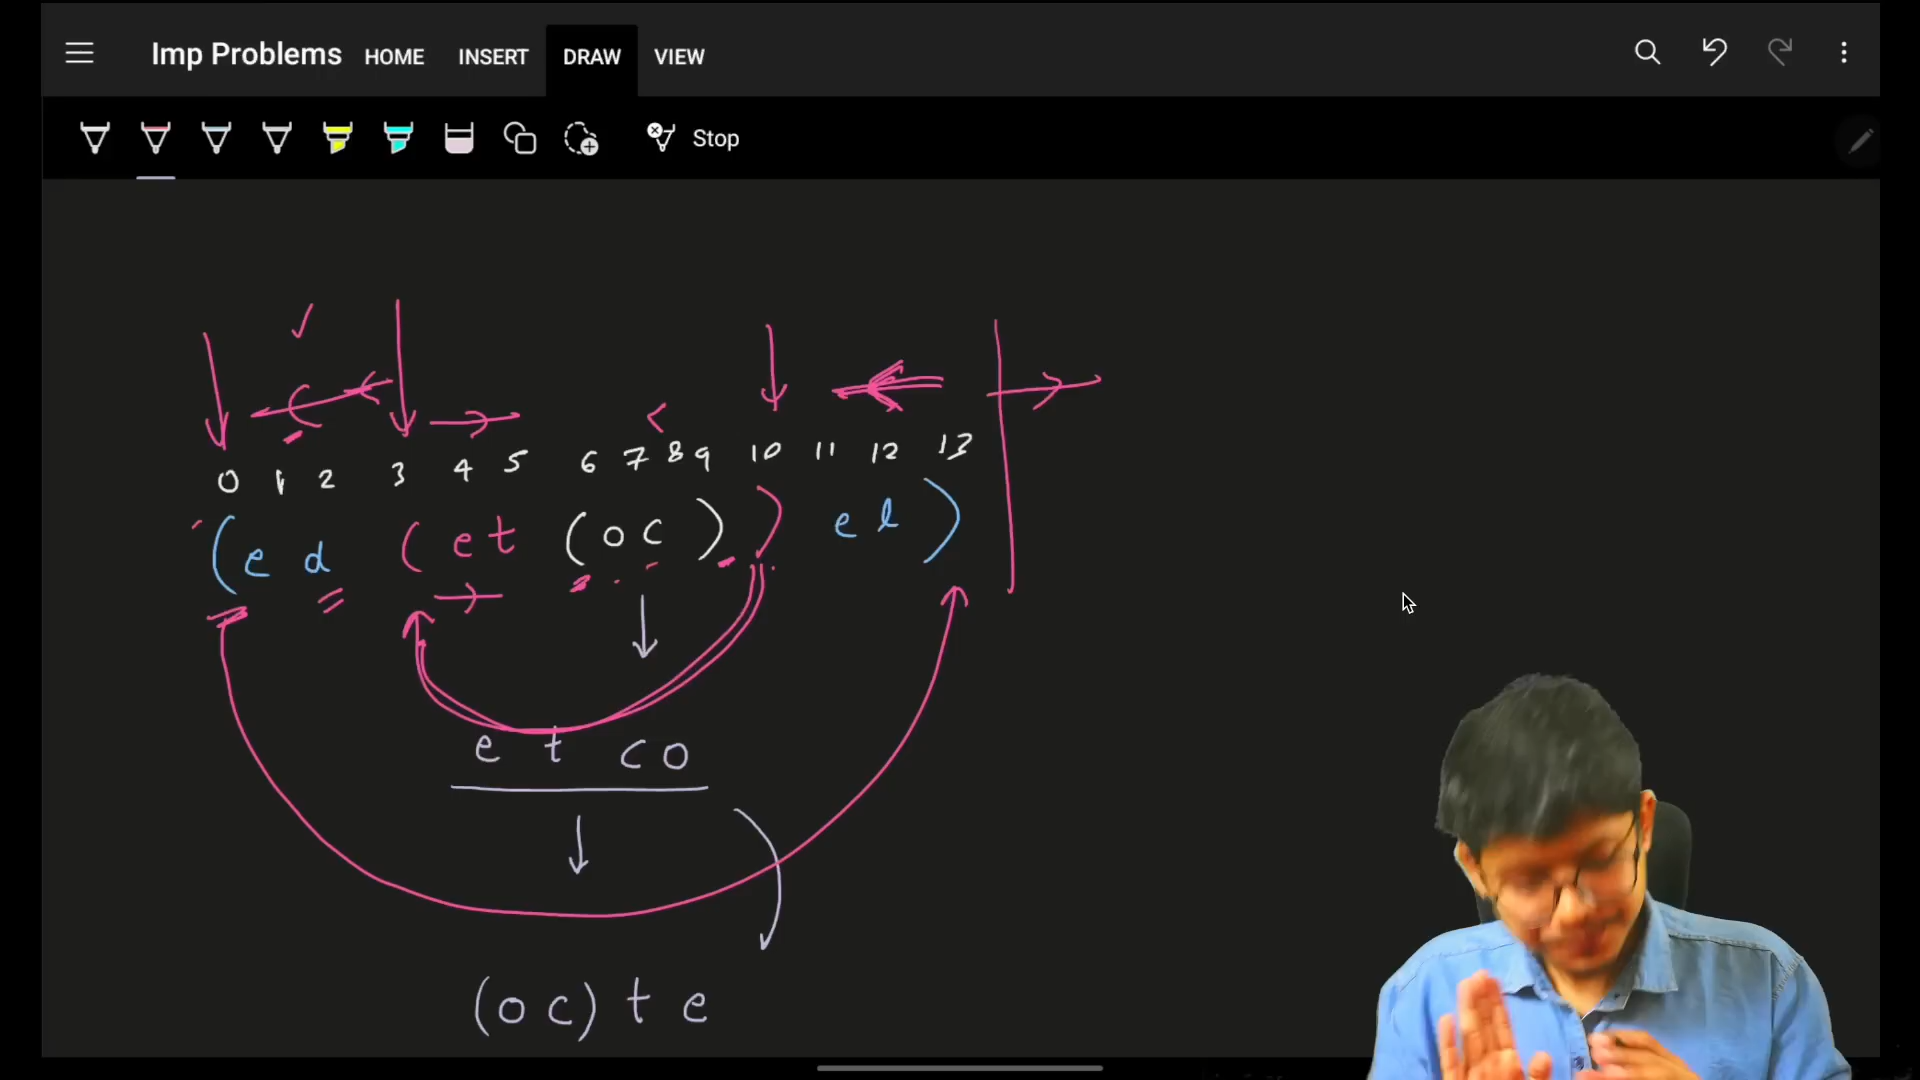 Imp Problems HOME INSERT DRAW VIEW
Stop
0 1 2 3 4 5 6 7 8 9 10 11 12 13
(e d (e t (o c) ) e l)
e t c o
(o c) t e